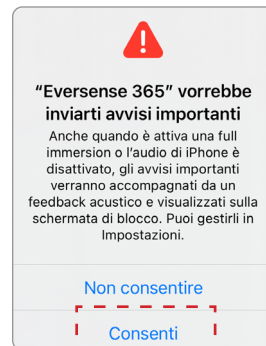 “Eversense 365” vorrebbe
inviarti avvisi importanti
Anche quando è attiva una full
immersion o l’audio di iPhone è
disattivato, gli avvisi importanti
verranno accompagnati da un
feedback acustico e visualizzati sulla
schermata di blocco. Puoi gestirli in
Impostazioni.
Non consentire
Consenti